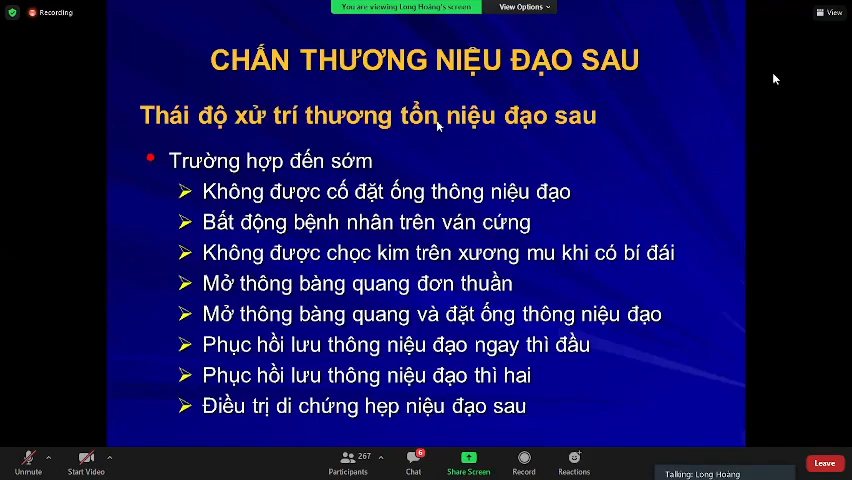 Recording
You are viewing Long Hoàng's screen
View Options
View
CHẤN THƯƠNG NIỆU ĐẠO SAU
Thái độ xử trí thương tổn niệu đạo sau
Trường hợp đến sớm
Không được cố đặt ống thông niệu đạo
Bất động bệnh nhân trên ván cứng
Không được chọc kim trên xương mu khi có bí đái
Mở thông bàng quang đơn thuần
Mở thông bàng quang và đặt ống thông niệu đạo
Phục hồi lưu thông niệu đạo ngay thì đầu
Phục hồi lưu thông niệu đạo thì hai
Điều trị di chứng hẹp niệu đạo sau
Unmute
Start Video
267
Participants
6
Chat
Share Screen
Record
Reactions
Talking: Long Hoàng
Leave